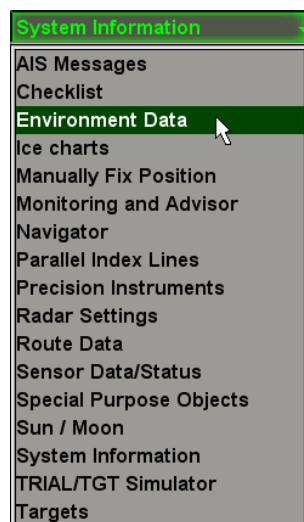 System Information
AIS Messages
Checklist
Environment Data
Ice charts
Manually Fix Position
Monitoring and Advisor
Navigator
Parallel Index Lines
Precision Instruments
Radar Settings
Route Data
Sensor Data/Status
Special Purpose Objects
Sun / Moon
System Information
TRIAL/TGT Simulator
Targets